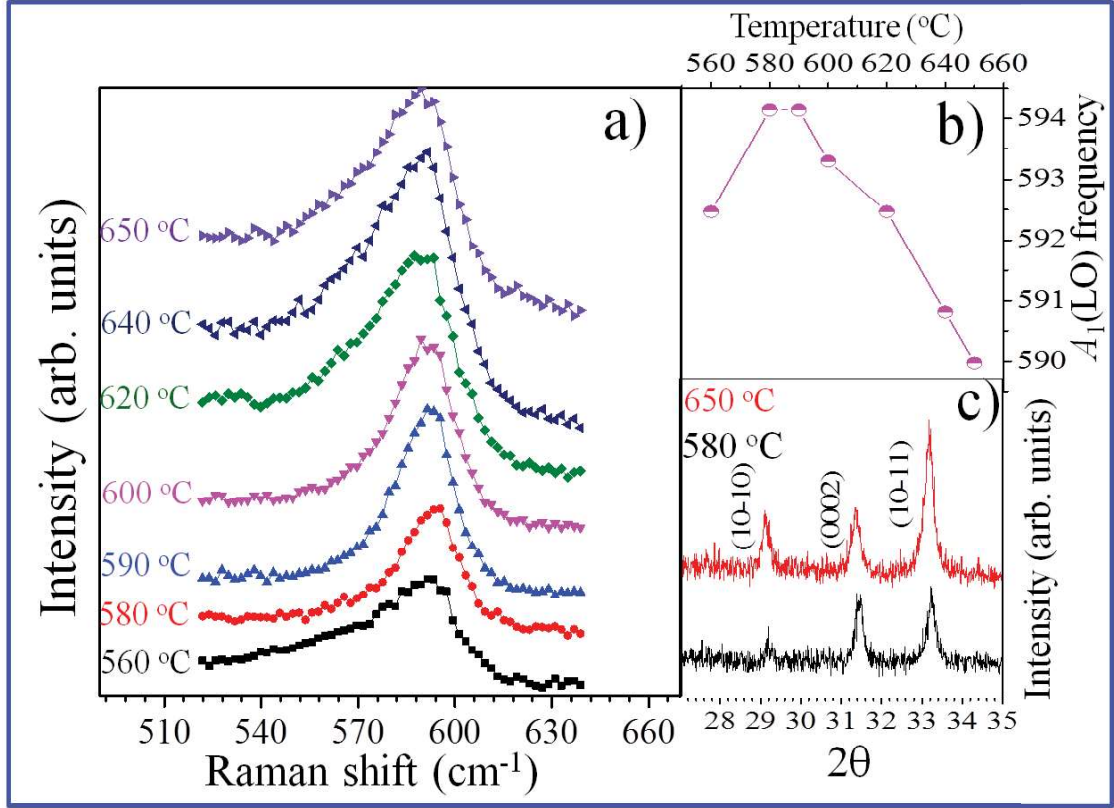 a)
650 °C
640 °C
620 °C
600 °C
590 °C
580 °C
560 °C
Intensity (arb. units)
510 540 570 600 630 660
Raman shift (cm⁻¹)
Temperature (°C)
560 580 600 620 640 660
b)
594
593
592
591
590
A₁(LO) frequency
c)
650 °C
580 °C
(10-10)
(0002)
(10-11)
Intensity (arb. units)
28 29 30 31 32 33 34 35
2θ